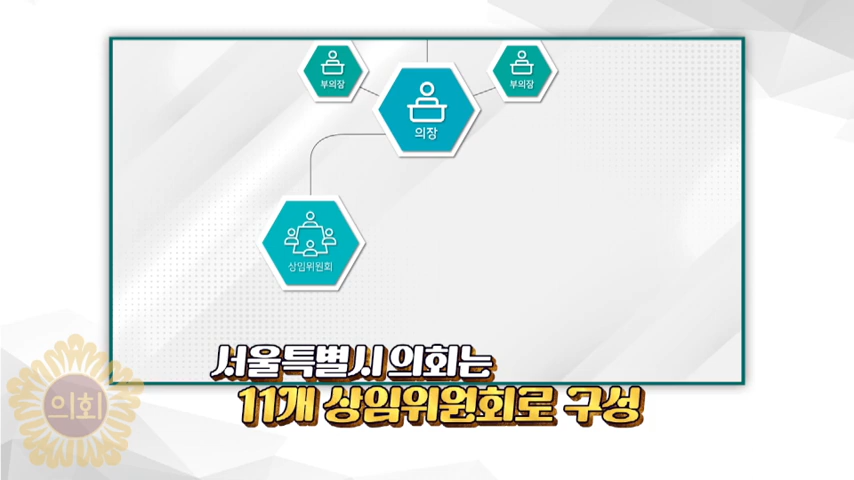 부의장
부의장
의장
상임위원회
서울특별시의회는
11개 상임위원회로 구성
의회